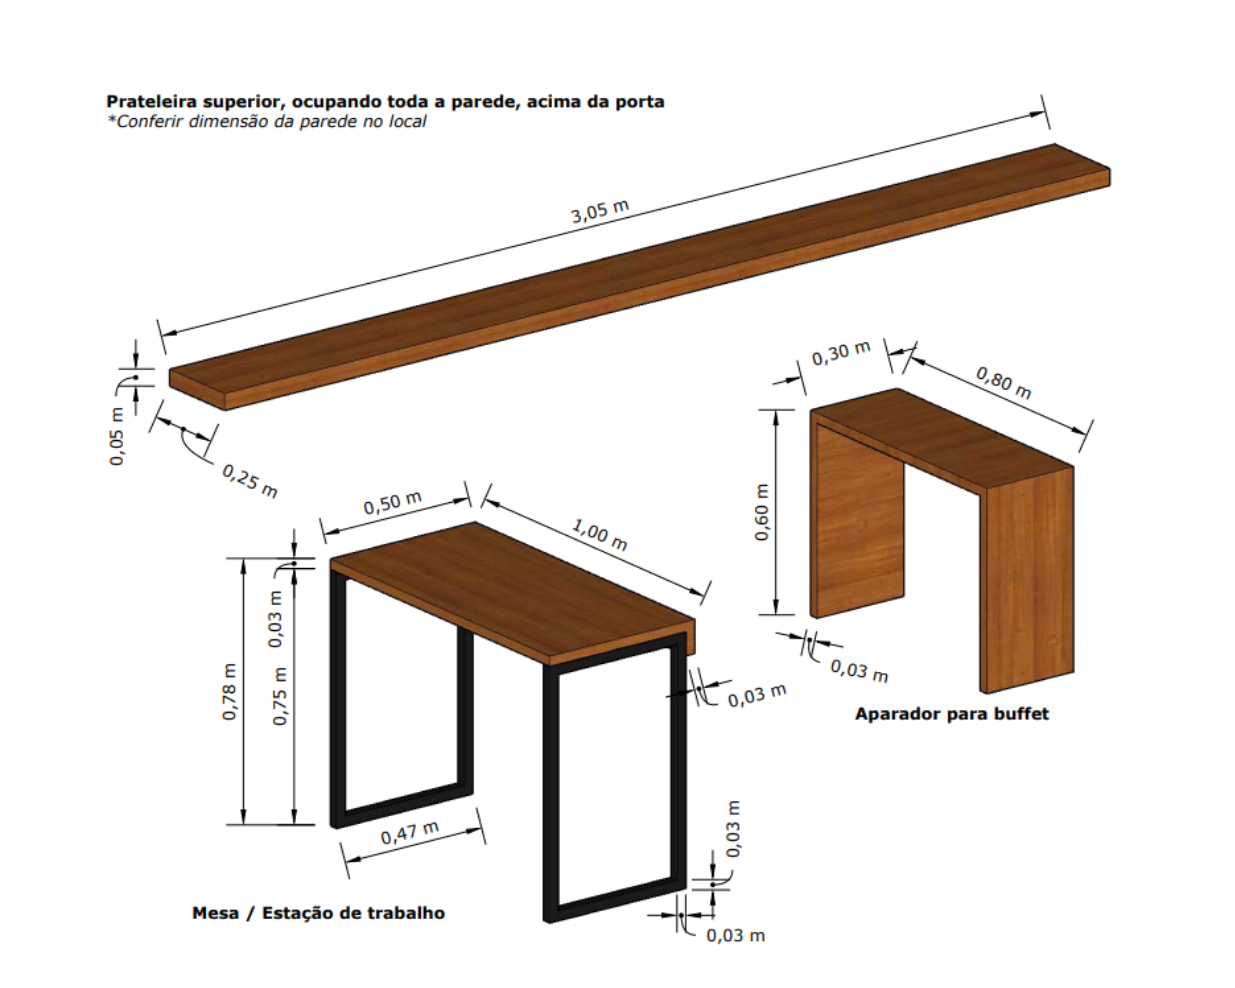 Prateleira superior, ocupando toda a parede, acima da porta
*Conferir dimensão da parede no local
3,05 m
0,05 m
0,25 m
0,30 m
0,80 m
0,60 m
0,03 m
Aparador para buffet
0,50 m
1,00 m
0,03 m
0,78 m
0,75 m
0,03 m
0,47 m
0,03 m
0,03 m
Mesa / Estação de trabalho